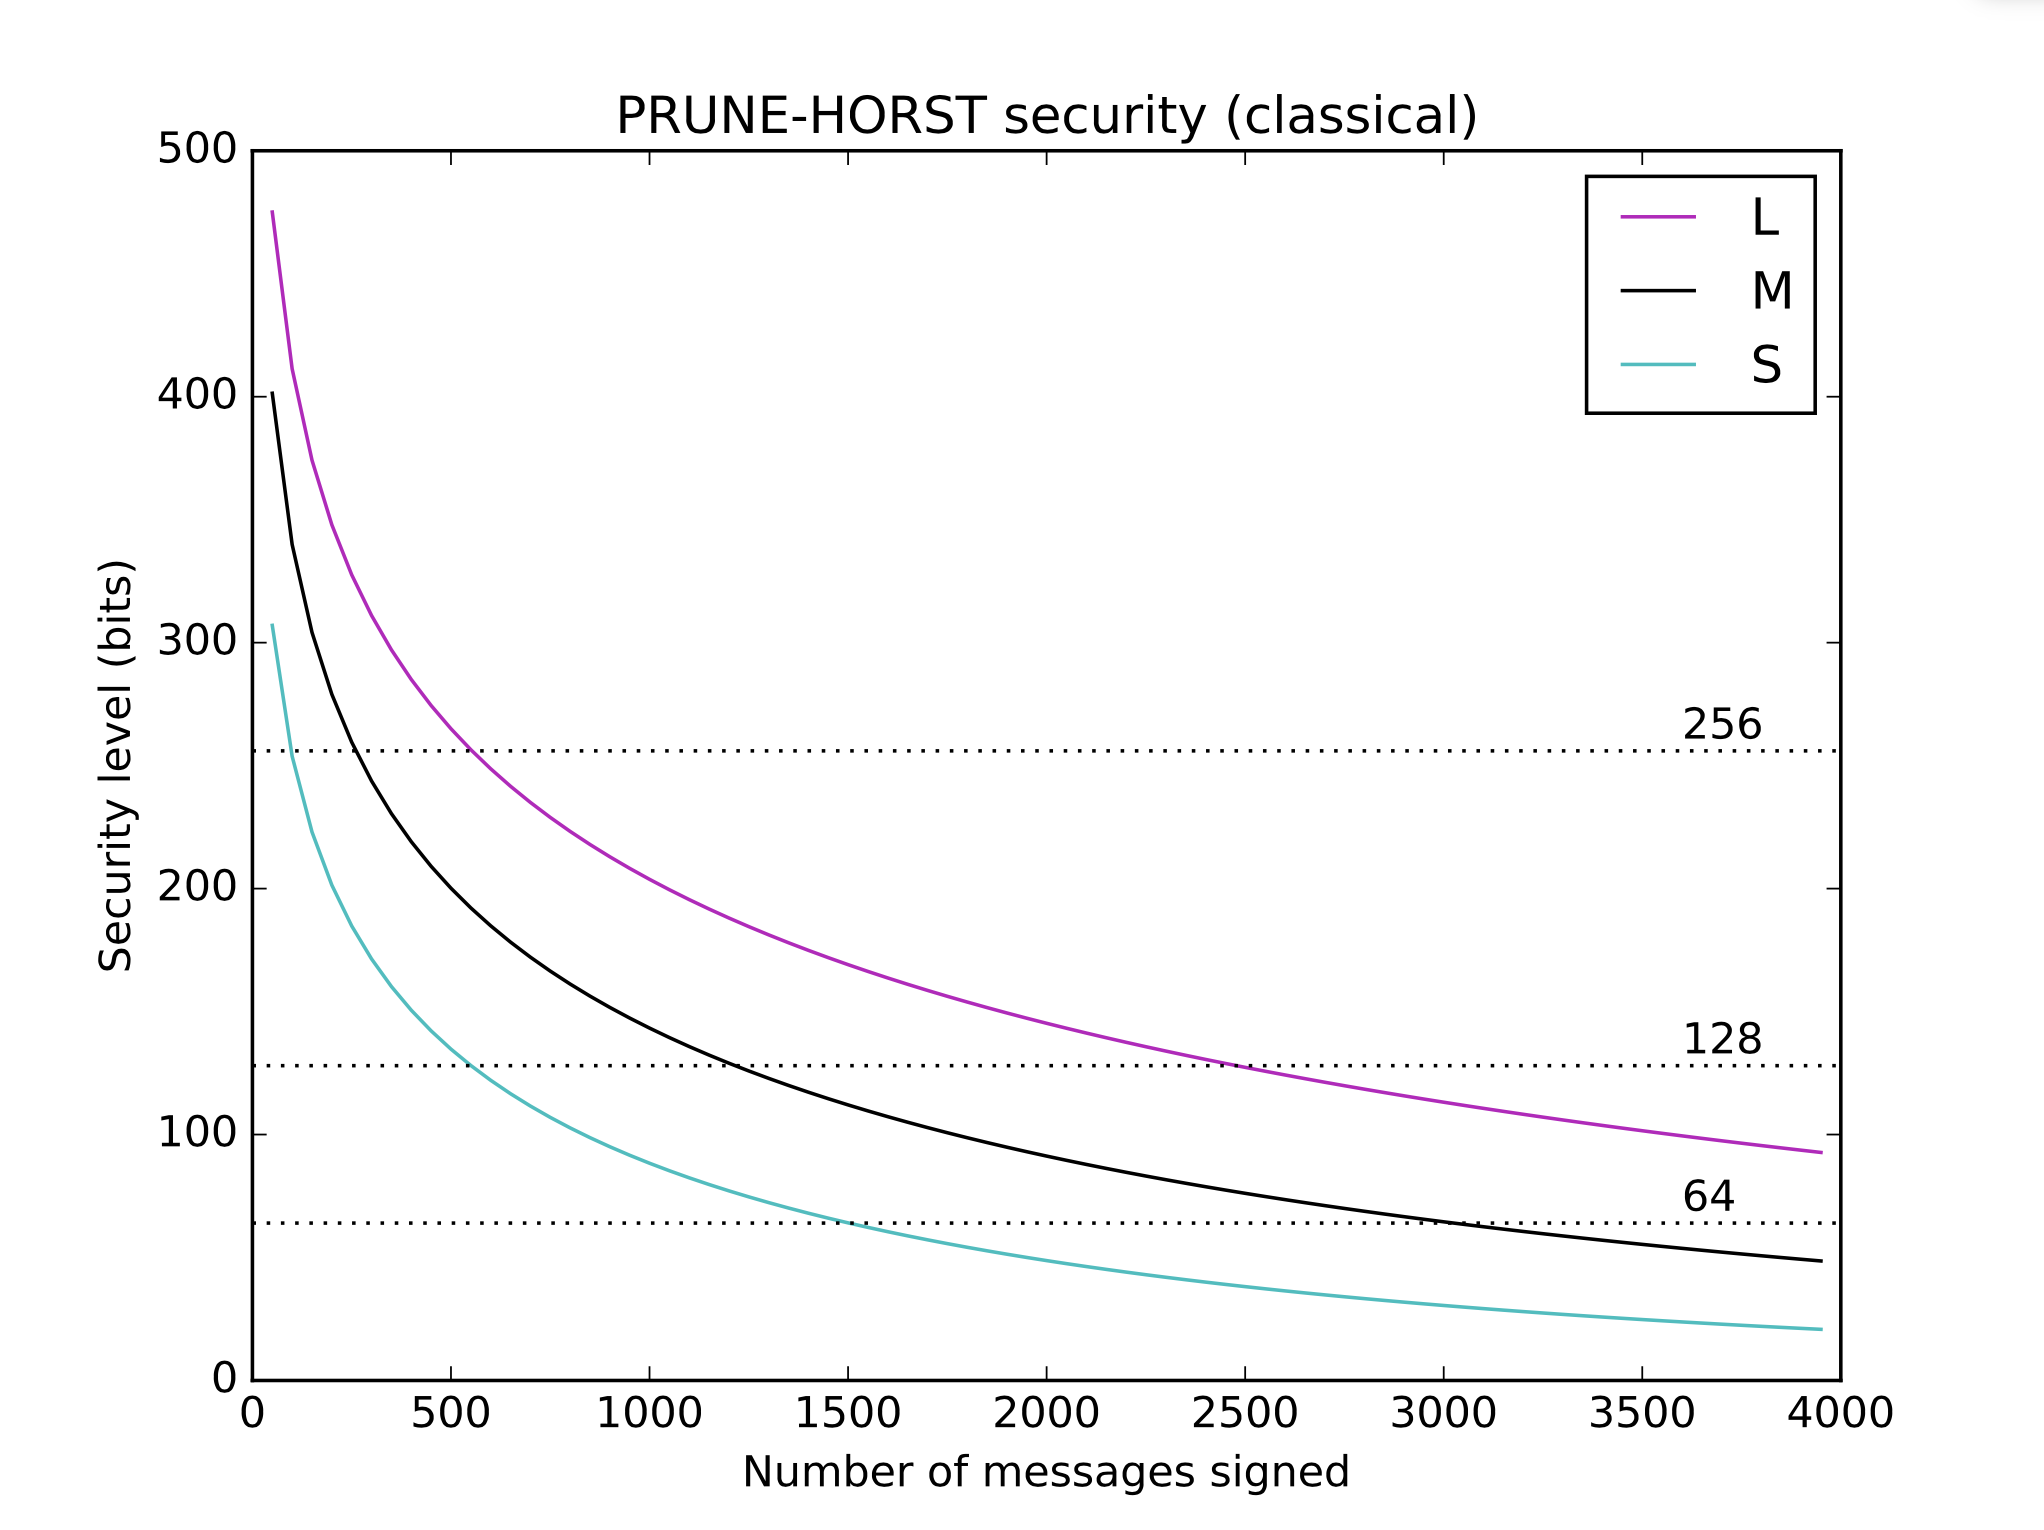 PRUNE-HORST security (classical)
500
400
300
200
100
0
Security level (bits)
L
M
S
256
128
64
0 500 1000 1500 2000 2500 3000 3500 4000
Number of messages signed